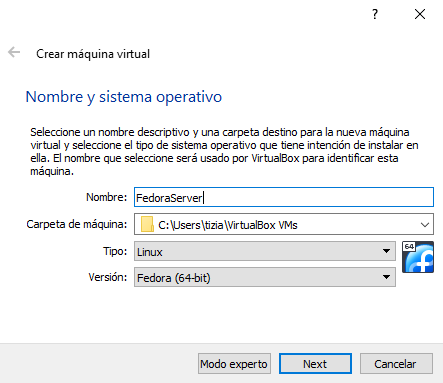 ?
Crear máquina virtual
Nombre y sistema operativo
Seleccione un nombre descriptivo y una carpeta destino para la nueva máquina
virtual y seleccione el tipo de sistema operativo que tiene intención de instalar en
ella. El nombre que seleccione será usado por VirtualBox para identificar esta
máquina.
Nombre: FedoraServer
Carpeta de máquina: C:\Users\tizia\VirtualBox VMs
Tipo: Linux
64
Versión: Fedora (64-bit)
Modo experto Next Cancelar